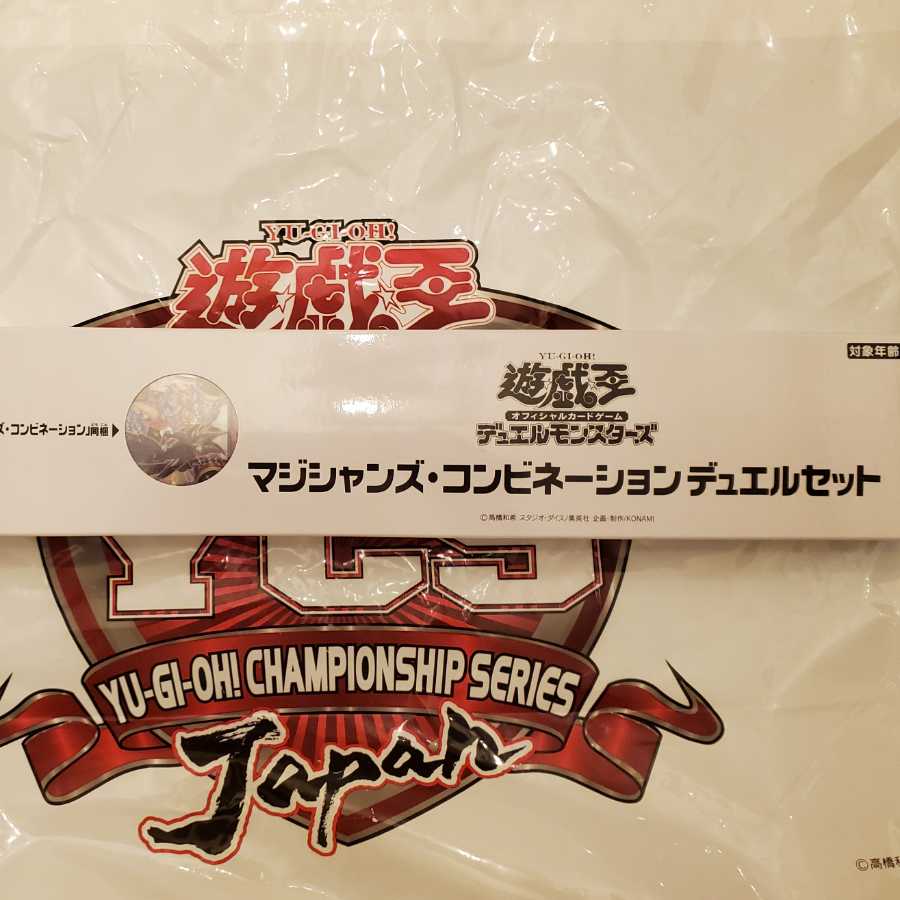 YU-GI-OH!
遊戯王
対象年齢
YU-GI-OH!
遊戯王
オフィシャルカードゲーム
デュエルモンスターズ
ズ・コンビネーション」同梱▶
マジシャンズ・コンビネーション デュエルセット
©高橋和希 スタジオ・ダイス/集英社 企画・制作/KONAMI
YCS
YU-GI-OH! CHAMPIONSHIP SERIES
Japan
©高橋和